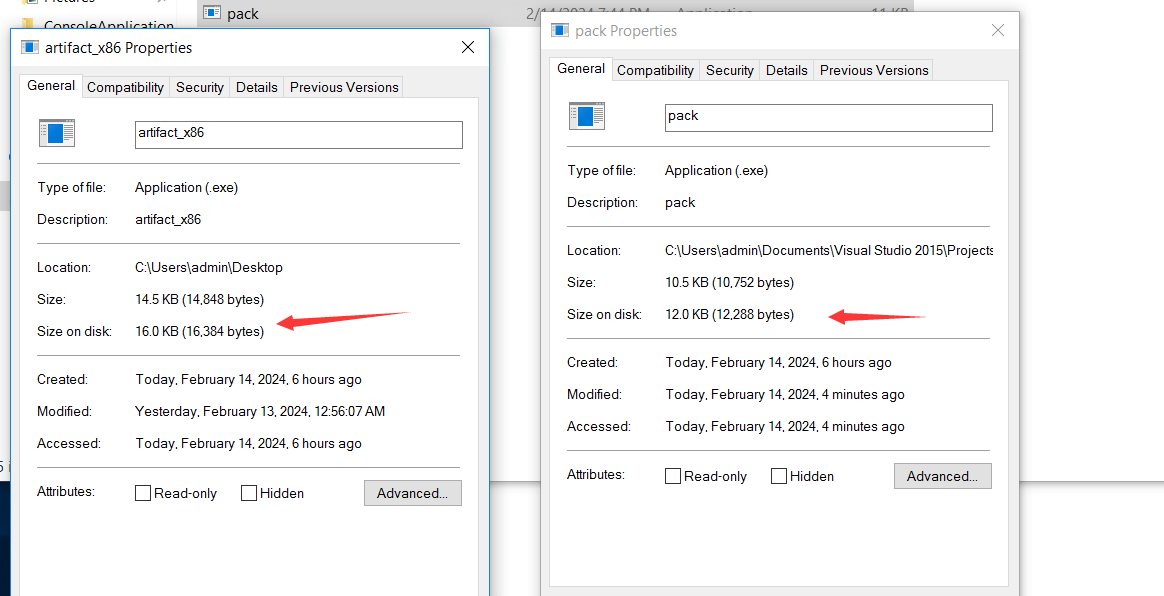 Pictures
ConsoleApplication
pack
2/14/2024 7:44 PM
Application
11 KB
artifact_x86 Properties
General
Compatibility
Security
Details
Previous Versions
artifact_x86
Type of file:
Application (.exe)
Description:
artifact_x86
Location:
C:\Users\admin\Desktop
Size:
14.5 KB (14,848 bytes)
Size on disk:
16.0 KB (16,384 bytes)
Created:
Today, February 14, 2024, 6 hours ago
Modified:
Yesterday, February 13, 2024, 12:56:07 AM
Accessed:
Today, February 14, 2024, 6 hours ago
Attributes:
Read-only
Hidden
Advanced...
pack Properties
General
Compatibility
Security
Details
Previous Versions
pack
Type of file:
Application (.exe)
Description:
pack
Location:
C:\Users\admin\Documents\Visual Studio 2015\Projects
Size:
10.5 KB (10,752 bytes)
Size on disk:
12.0 KB (12,288 bytes)
Created:
Today, February 14, 2024, 6 hours ago
Modified:
Today, February 14, 2024, 4 minutes ago
Accessed:
Today, February 14, 2024, 4 minutes ago
Attributes:
Read-only
Hidden
Advanced...